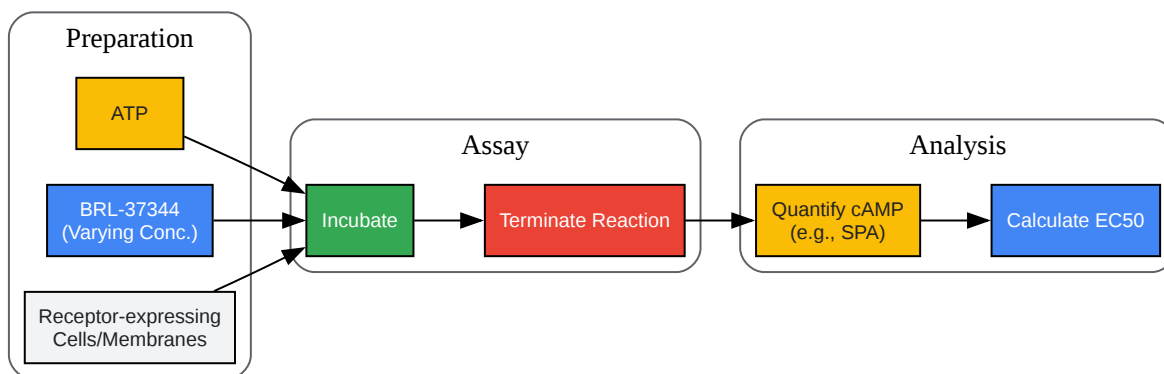 Preparation
ATP
BRL-37344
(Varying Conc.)
Receptor-expressing
Cells/Membranes
Assay
Incubate
Terminate Reaction
Analysis
Quantify cAMP
(e.g., SPA)
Calculate EC50